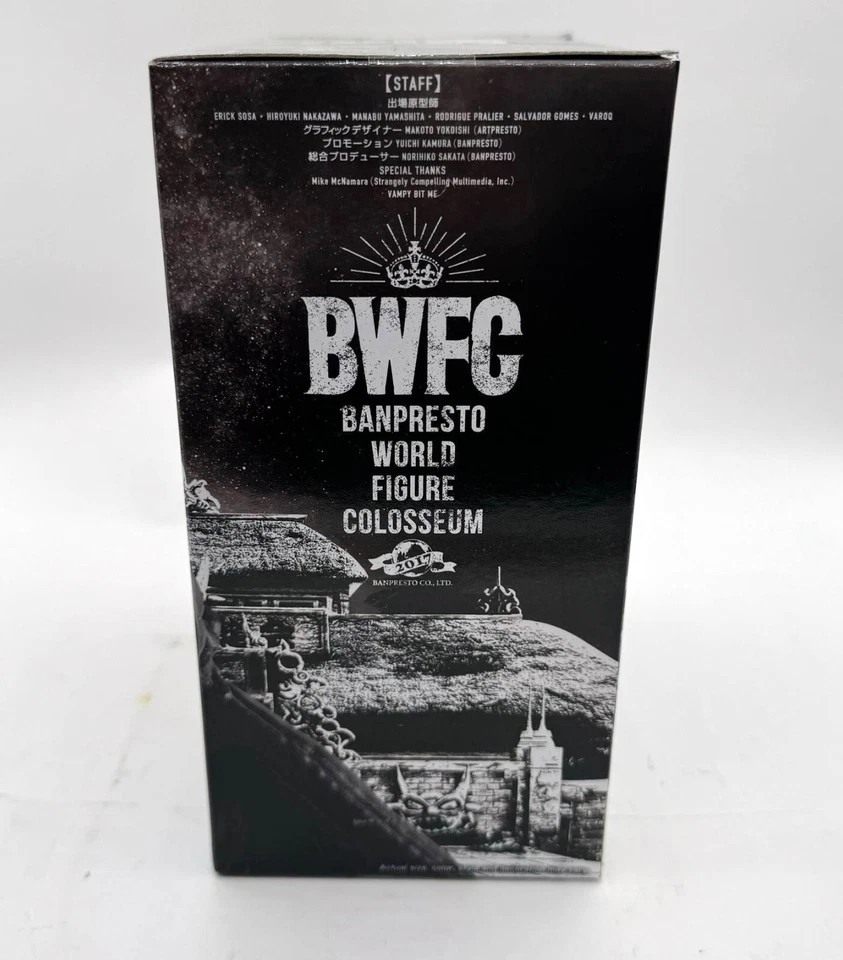 【STAFF】
出場原型師
ERICK SOSA • HIROYUKI NAKAZAWA • MANABU YAMASHITA • RODRIGUE PRALIER • SALVADOR GOMES • VAROQ
グラフィックデザイナー MAKOTO YOKOISHI (ARTPRESTO)
プロモーション YUICHI KAMURA (BANPRESTO)
総合プロデューサー NORIHIKO SAKATA (BANPRESTO)
SPECIAL THANKS
Mike McNamara (Strangely Compelling Multimedia, Inc.)
VAMPY BIT ME
BWFC
BANPRESTO
WORLD
FIGURE
COLOSSEUM
2017
BANPRESTO CO., LTD.